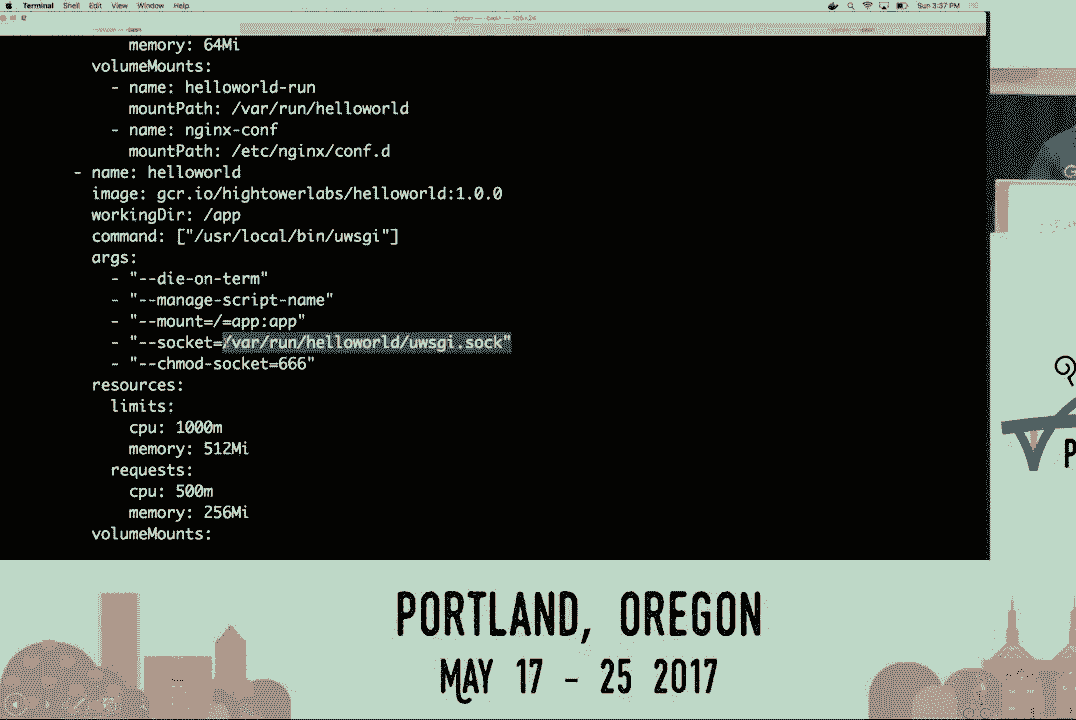 Terminal Shell Edit View Window Help
Sun 3:37 PM
memory: 64Mi
volumeMounts:
- name: helloworld-run
mountPath: /var/run/helloworld
- name: nginx-conf
mountPath: /etc/nginx/conf.d
- name: helloworld
image: gcr.io/hightowerlabs/helloworld:1.0.0
workingDir: /app
command: ["/usr/local/bin/uwsgi"]
args:
- "--die-on-term"
- "--manage-script-name"
- "--mount=/=app:app"
- "--socket=/var/run/helloworld/uwsgi.sock"
- "--chmod-socket=666"
resources:
limits:
cpu: 1000m
memory: 512Mi
requests:
cpu: 500m
memory: 256Mi
volumeMounts:
PORTLAND, OREGON
MAY 17 - 25 2017